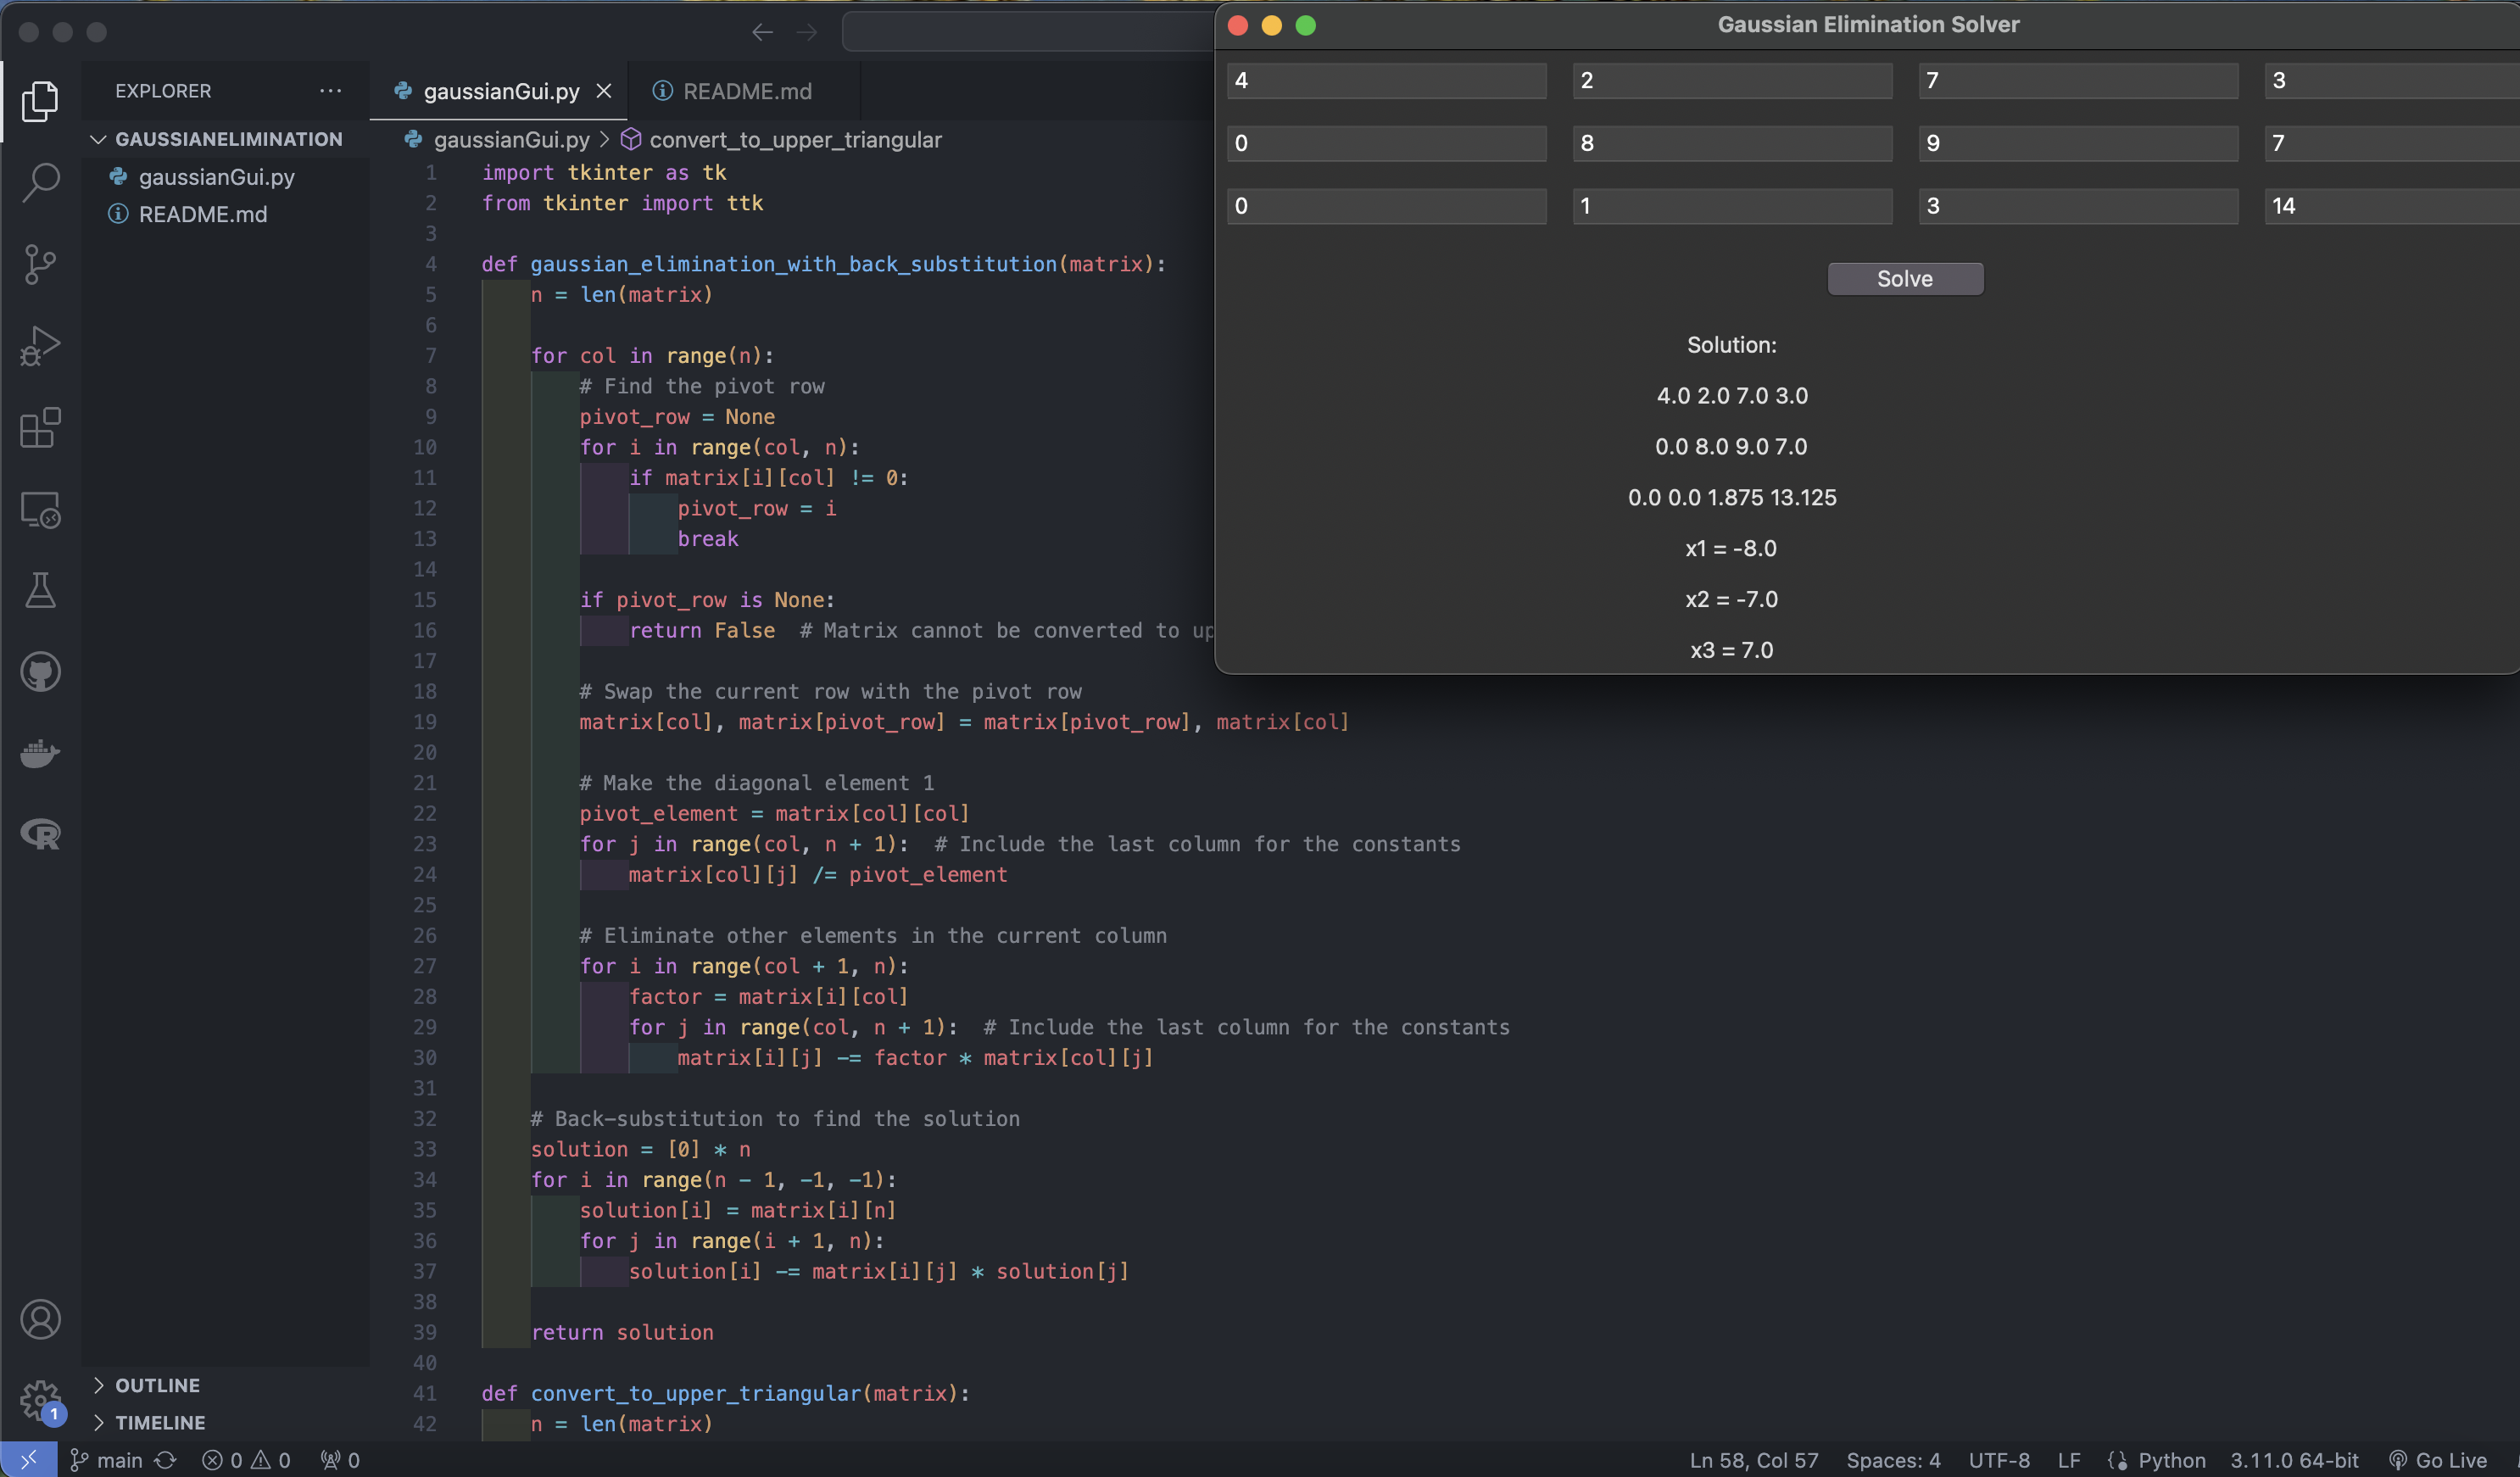 EXPLORER
GAUSSIANELIMINATION
gaussianGui.py
README.md
OUTLINE
TIMELINE
gaussianGui.py
README.md
gaussianGui.py > convert_to_upper_triangular
1 import tkinter as tk
2 from tkinter import ttk
3
4 def gaussian_elimination_with_back_substitution(matrix):
5 n = len(matrix)
6
7 for col in range(n):
8 # Find the pivot row
9 pivot_row = None
10 for i in range(col, n):
11 if matrix[i][col] != 0:
12 pivot_row = i
13 break
14
15 if pivot_row is None:
16 return False # Matrix cannot be converted to up
17
18 # Swap the current row with the pivot row
19 matrix[col], matrix[pivot_row] = matrix[pivot_row], matrix[col]
20
21 # Make the diagonal element 1
22 pivot_element = matrix[col][col]
23 for j in range(col, n + 1): # Include the last column for the constants
24 matrix[col][j] /= pivot_element
25
26 # Eliminate other elements in the current column
27 for i in range(col + 1, n):
28 factor = matrix[i][col]
29 for j in range(col, n + 1): # Include the last column for the constants
30 matrix[i][j] -= factor * matrix[col][j]
31
32 # Back-substitution to find the solution
33 solution = [0] * n
34 for i in range(n - 1, -1, -1):
35 solution[i] = matrix[i][n]
36 for j in range(i + 1, n):
37 solution[i] -= matrix[i][j] * solution[j]
38
39 return solution
40
41 def convert_to_upper_triangular(matrix):
42 n = len(matrix)
Gaussian Elimination Solver
4 2 7 3
0 8 9 7
0 1 3 14
Solve
Solution:
4.0 2.0 7.0 3.0
0.0 8.0 9.0 7.0
0.0 0.0 1.875 13.125
x1 = -8.0
x2 = -7.0
x3 = 7.0
1
main 0 0 0 Ln 58, Col 57 Spaces: 4 UTF-8 LF Python 3.11.0 64-bit Go Live